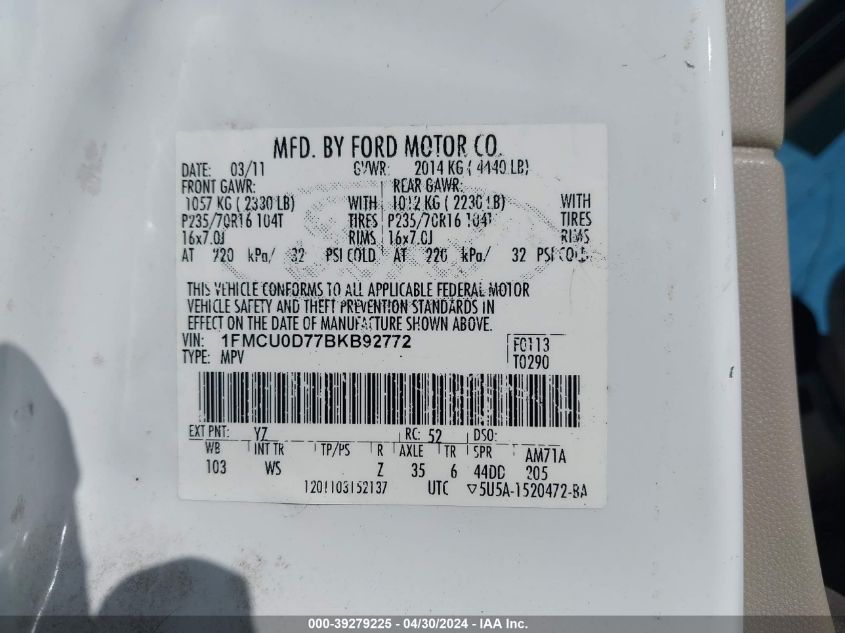 MFD. BY FORD MOTOR CO.
DATE: 03/11 GVWR: 2014 KG ( 4440 LB)
FRONT GAWR: REAR GAWR:
1057 KG ( 2330 LB) WITH 1012 KG ( 2230 LB) WITH
P235/70R16 104T TIRES P235/70R16 104T TIRES
16x7.0J RIMS 16x7.0J RIMS
AT 220 kPa/ 32 PSI COLD AT 220 kPa/ 32 PSI COLD
THIS VEHICLE CONFORMS TO ALL APPLICABLE FEDERAL MOTOR
VEHICLE SAFETY AND THEFT PREVENTION STANDARDS IN
EFFECT ON THE DATE OF MANUFACTURE SHOWN ABOVE.
VIN: 1FMCU0D77BKB92772 F0113
TYPE: MPV T0290
EXT PNT: YZ RC: 52 DSO:
WB INT TR TP/PS R AXLE TR SPR AM71A
103 WS Z 35 6 44DD 205
1201103152137 UTC ▽5U5A-1520472-BA
000-39279225 - 04/30/2024 - IAA Inc.